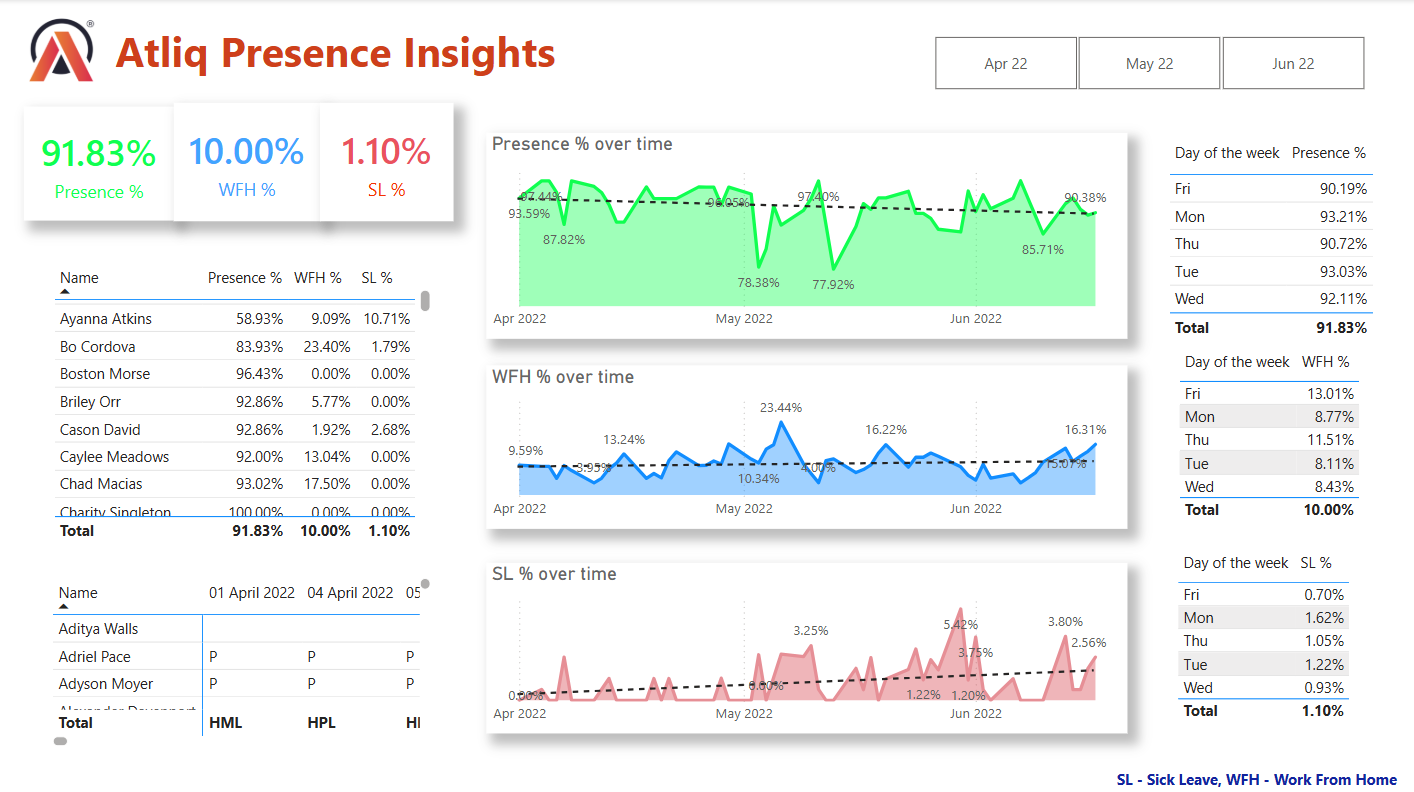 Atliq Presence Insights
Apr 22
May 22
Jun 22
91.83%
Presence %
10.00%
WFH %
1.10%
SL %
Name Presence % WFH % SL %
Ayanna Atkins 58.93% 9.09% 10.71%
Bo Cordova 83.93% 23.40% 1.79%
Boston Morse 96.43% 0.00% 0.00%
Briley Orr 92.86% 5.77% 0.00%
Cason David 92.86% 1.92% 2.68%
Caylee Meadows 92.00% 13.04% 0.00%
Chad Macias 93.02% 17.50% 0.00%
Charity Singleton 100.00% 0.00% 0.00%
Total 91.83% 10.00% 1.10%
Name 01 April 2022 04 April 2022 05
Aditya Walls
Adriel Pace P P P
Adyson Moyer P P P
Total HML HPL
Presence % over time
97.44%
93.59%
87.82%
96.05%
78.38%
97.40%
77.92%
85.71%
90.38%
Apr 2022 May 2022 Jun 2022
WFH % over time
9.59%
3.95%
13.24%
10.34%
23.44%
4.00%
16.22%
15.07%
16.31%
Apr 2022 May 2022 Jun 2022
SL % over time
0.00%
0.00%
3.25%
1.22%
5.42%
3.75%
1.20%
3.80%
2.56%
Apr 2022 May 2022 Jun 2022
Day of the week Presence %
Fri 90.19%
Mon 93.21%
Thu 90.72%
Tue 93.03%
Wed 92.11%
Total 91.83%
Day of the week WFH %
Fri 13.01%
Mon 8.77%
Thu 11.51%
Tue 8.11%
Wed 8.43%
Total 10.00%
Day of the week SL %
Fri 0.70%
Mon 1.62%
Thu 1.05%
Tue 1.22%
Wed 0.93%
Total 1.10%
SL - Sick Leave, WFH - Work From Home